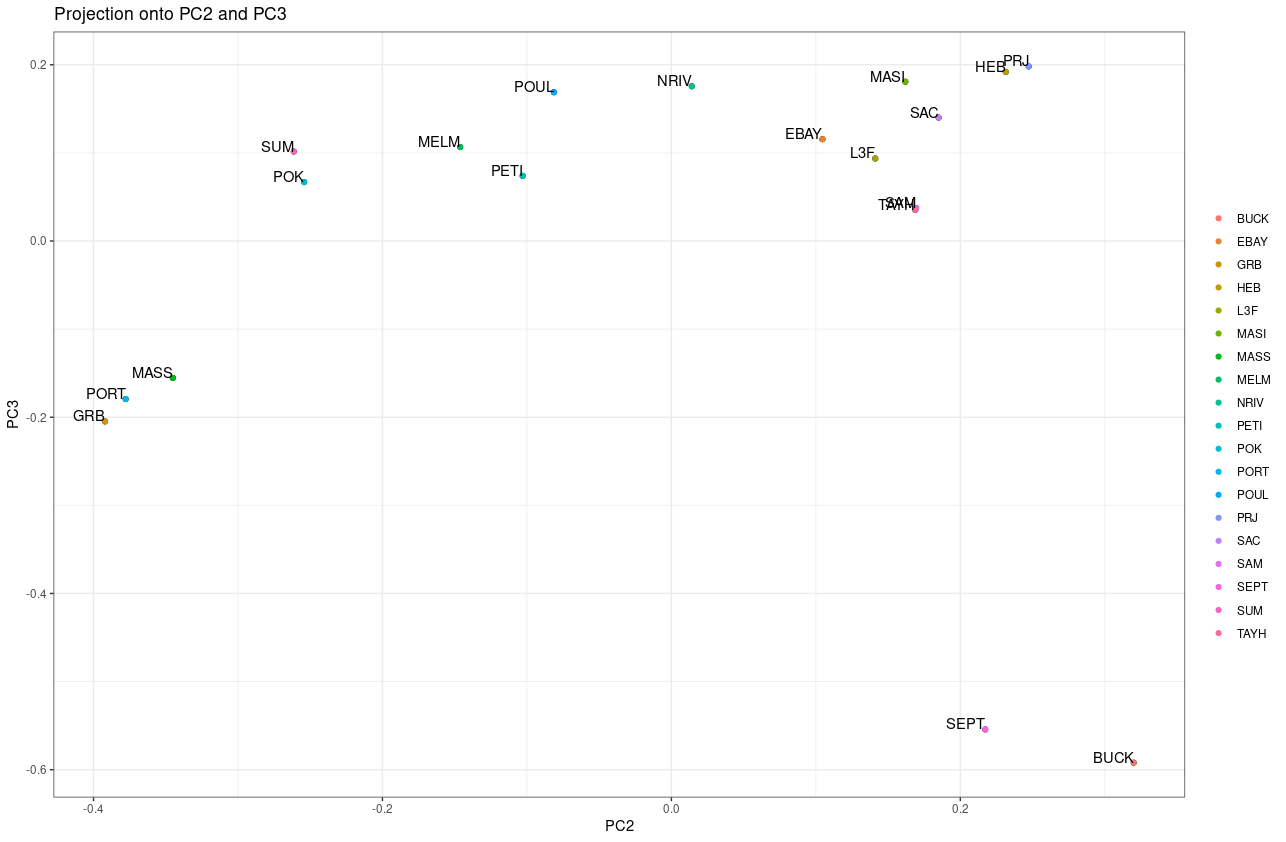 Projection onto PC2 and PC3
PRJ
HEB
MASI
NRIV
POUL
SAC
EBAY
MELM
SUM
L3F
PETI
POK
SAM
TAYH
MASS
PORT
GRB
SEPT
BUCK
0.2
0.0
-0.2
-0.4
-0.6
PC3
-0.4
-0.2
0.0
0.2
PC2
BUCK
EBAY
GRB
HEB
L3F
MASI
MASS
MELM
NRIV
PETI
POK
PORT
POUL
PRJ
SAC
SAM
SEPT
SUM
TAYH